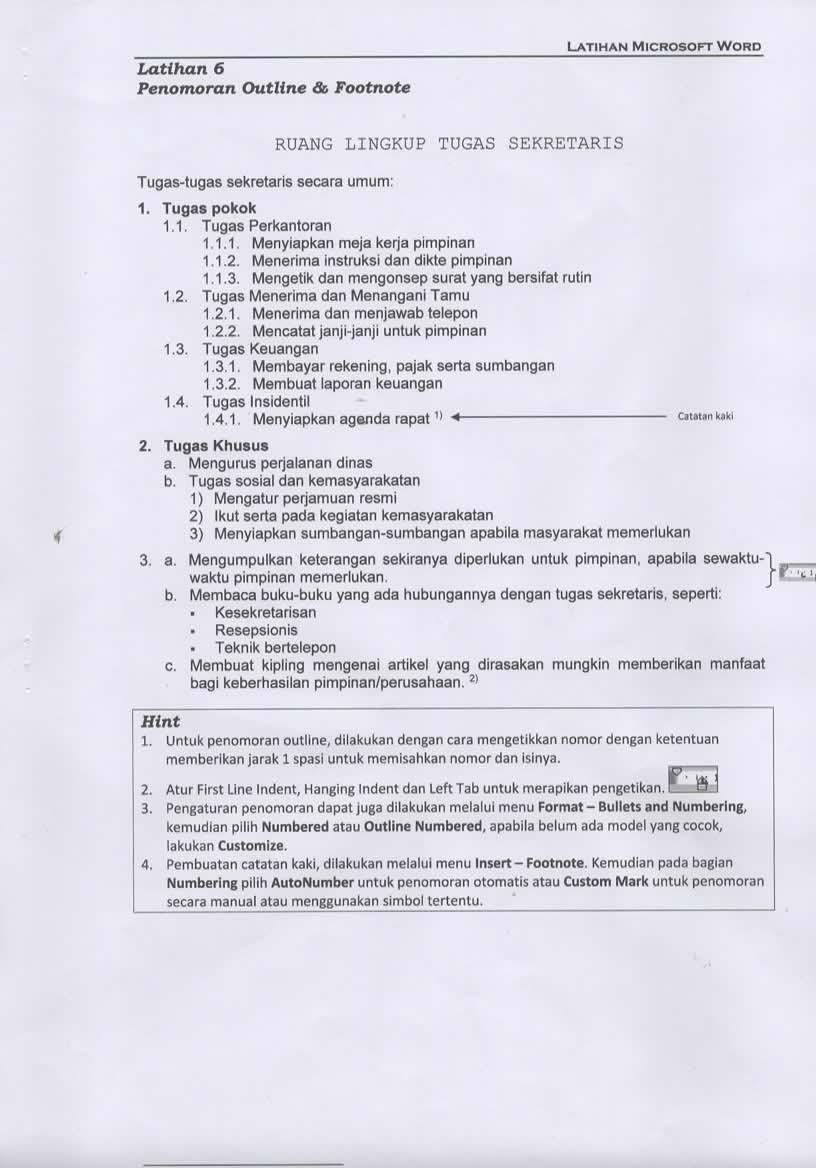 LATIHAN MICROSOFT WORD
Latihan 6
Penomoran Outline & Footnote
RUANG LINGKUP TUGAS SEKRETARIS
Tugas-tugas sekretaris secara umum:
1. Tugas pokok
1.1. Tugas Perkantoran
1.1.1. Menyiapkan meja kerja pimpinan
1.1.2. Menerima instruksi dan dikte pimpinan
1.1.3. Mengetik dan mengonsep surat yang bersifat rutin
1.2. Tugas Menerima dan Menangani Tamu
1.2.1. Menerima dan menjawab telepon
1.2.2. Mencatat janji-janji untuk pimpinan
1.3. Tugas Keuangan
1.3.1. Membayar rekening, pajak serta sumbangan
1.3.2. Membuat laporan keuangan
1.4. Tugas Insidentil
1.4.1. Menyiapkan agenda rapat 1) Catatan kaki
2. Tugas Khusus
a. Mengurus perjalanan dinas
b. Tugas sosial dan kemasyarakatan
1) Mengatur perjamuan resmi
2) Ikut serta pada kegiatan kemasyarakatan
3) Menyiapkan sumbangan-sumbangan apabila masyarakat memerlukan
3. a. Mengumpulkan keterangan sekiranya diperlukan untuk pimpinan, apabila sewaktu-
waktu pimpinan memerlukan.
b. Membaca buku-buku yang ada hubungannya dengan tugas sekretaris, seperti:
▪ Kesekretarisan
▪ Resepsionis
▪ Teknik bertelepon
c. Membuat kipling mengenai artikel yang dirasakan mungkin memberikan manfaat
bagi keberhasilan pimpinan/perusahaan. 2)
Hint
1. Untuk penomoran outline, dilakukan dengan cara mengetikkan nomor dengan ketentuan
memberikan jarak 1 spasi untuk memisahkan nomor dan isinya.
2. Atur First Line Indent, Hanging Indent dan Left Tab untuk merapikan pengetikan.
3. Pengaturan penomoran dapat juga dilakukan melalui menu Format – Bullets and Numbering,
kemudian pilih Numbered atau Outline Numbered, apabila belum ada model yang cocok,
lakukan Customize.
4. Pembuatan catatan kaki, dilakukan melalui menu Insert – Footnote. Kemudian pada bagian
Numbering pilih AutoNumber untuk penomoran otomatis atau Custom Mark untuk penomoran
secara manual atau menggunakan simbol tertentu.